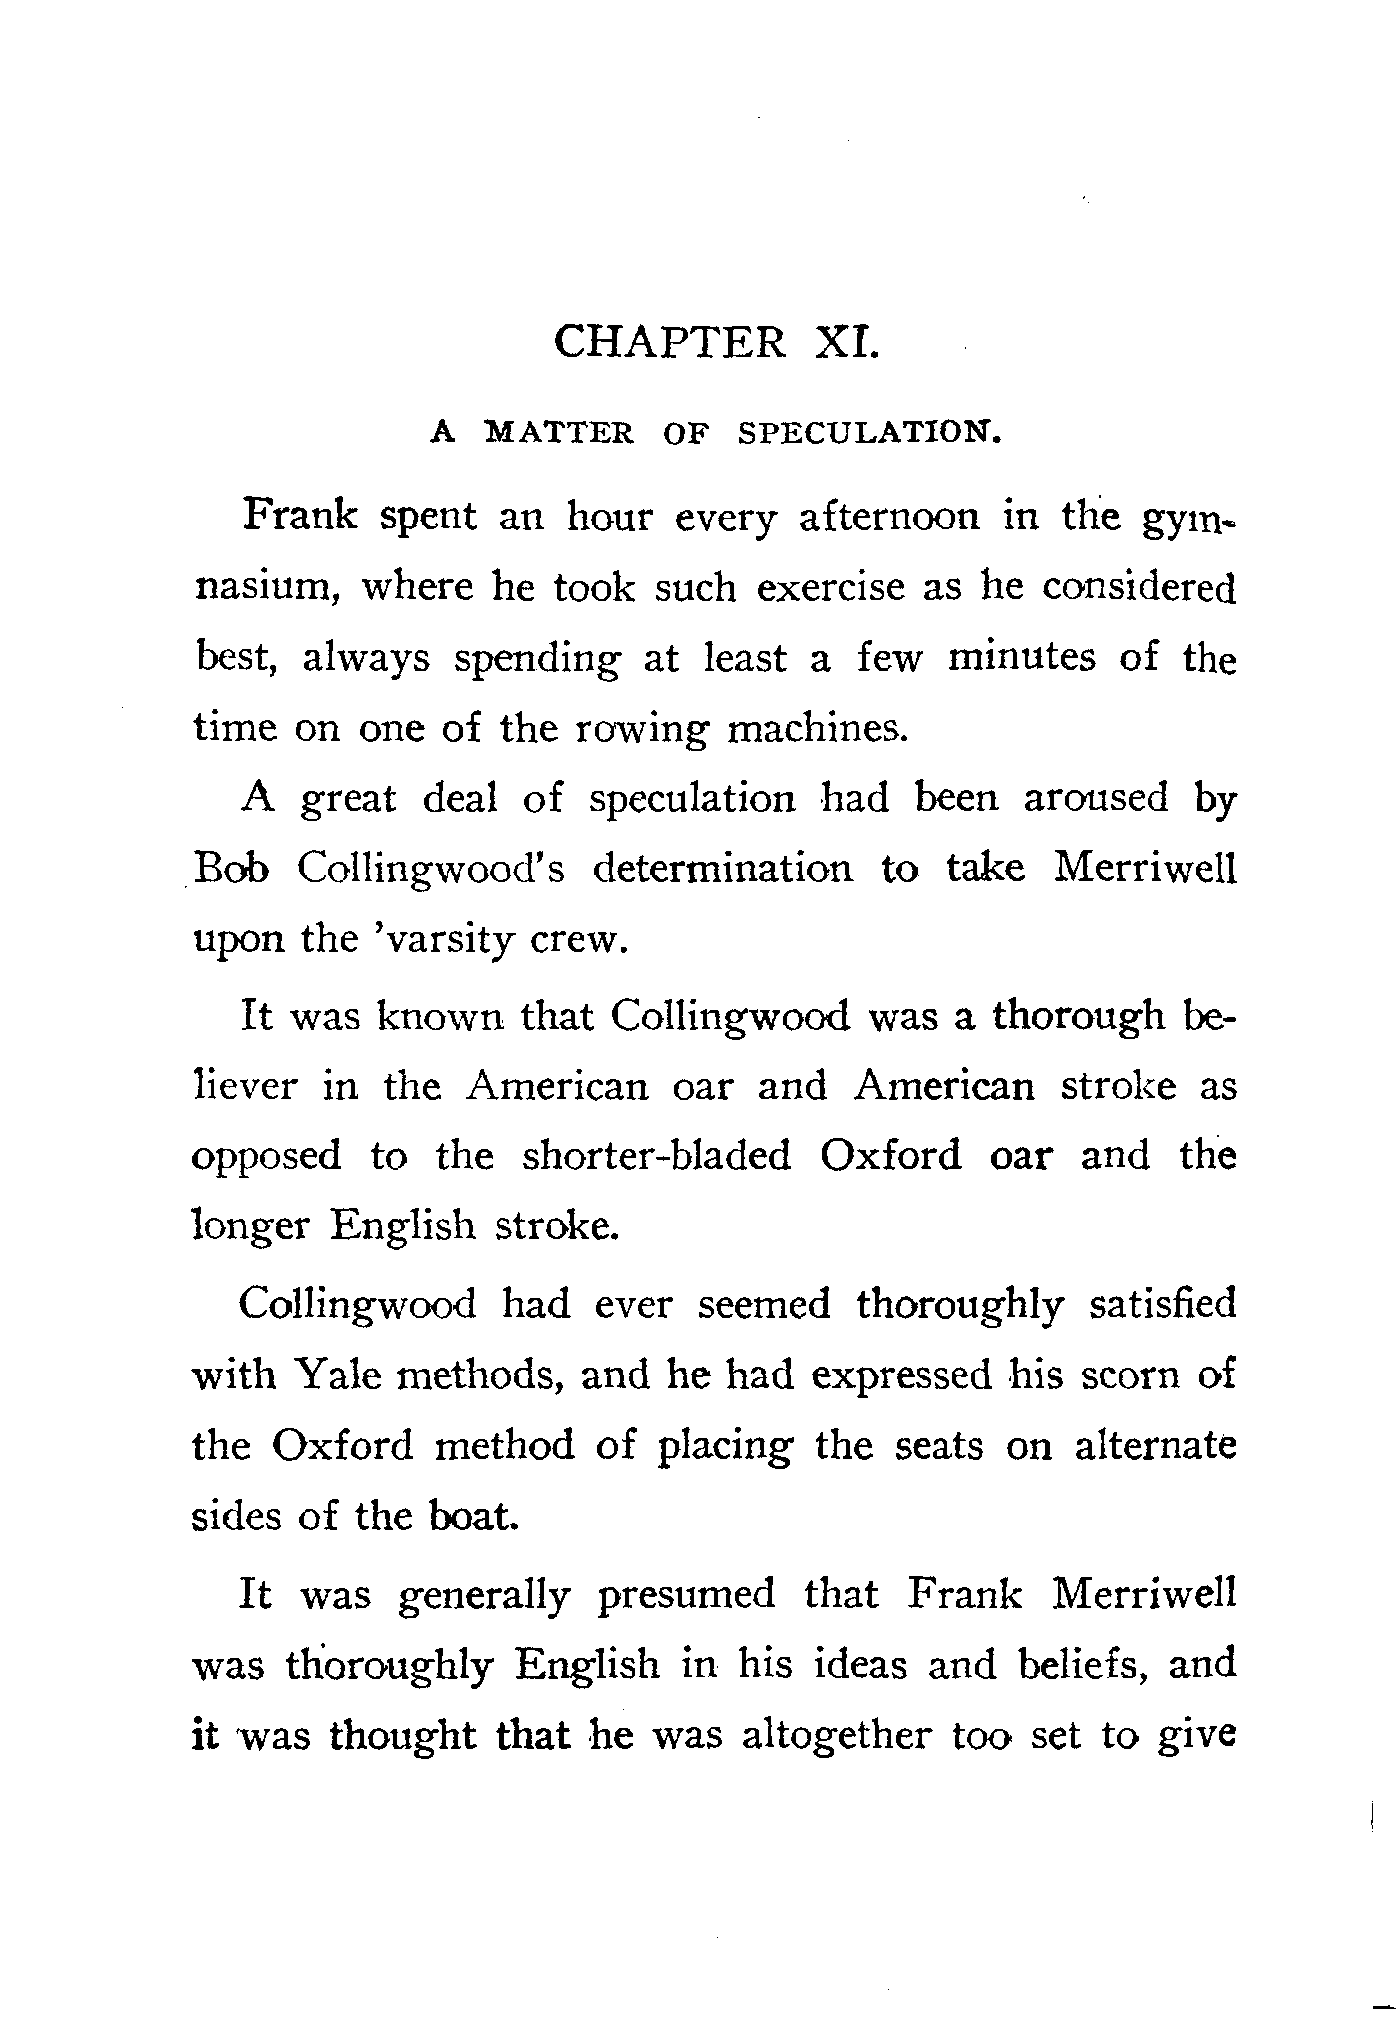 CHAPTER XI.
A MATTER OF SPECULATION.
Frank spent an hour every afternoon in the gym-
nasium, where he took such exercise as he considered
best, always spending at least a few minutes of the
time on one of the rowing machines.
A great deal of speculation had been aroused by
Bob Collingwood's determination to take Merriwell
upon the 'varsity crew.
It was known that Collingwood was a thorough be-
liever in the American oar and American stroke as
opposed to the shorter-bladed Oxford oar and the
longer English stroke.
Collingwood had ever seemed thoroughly satisfied
with Yale methods, and he had expressed his scorn of
the Oxford method of placing the seats on alternate
sides of the boat.
It was generally presumed that Frank Merriwell
was thoroughly English in his ideas and beliefs, and
it was thought that he was altogether too set to give